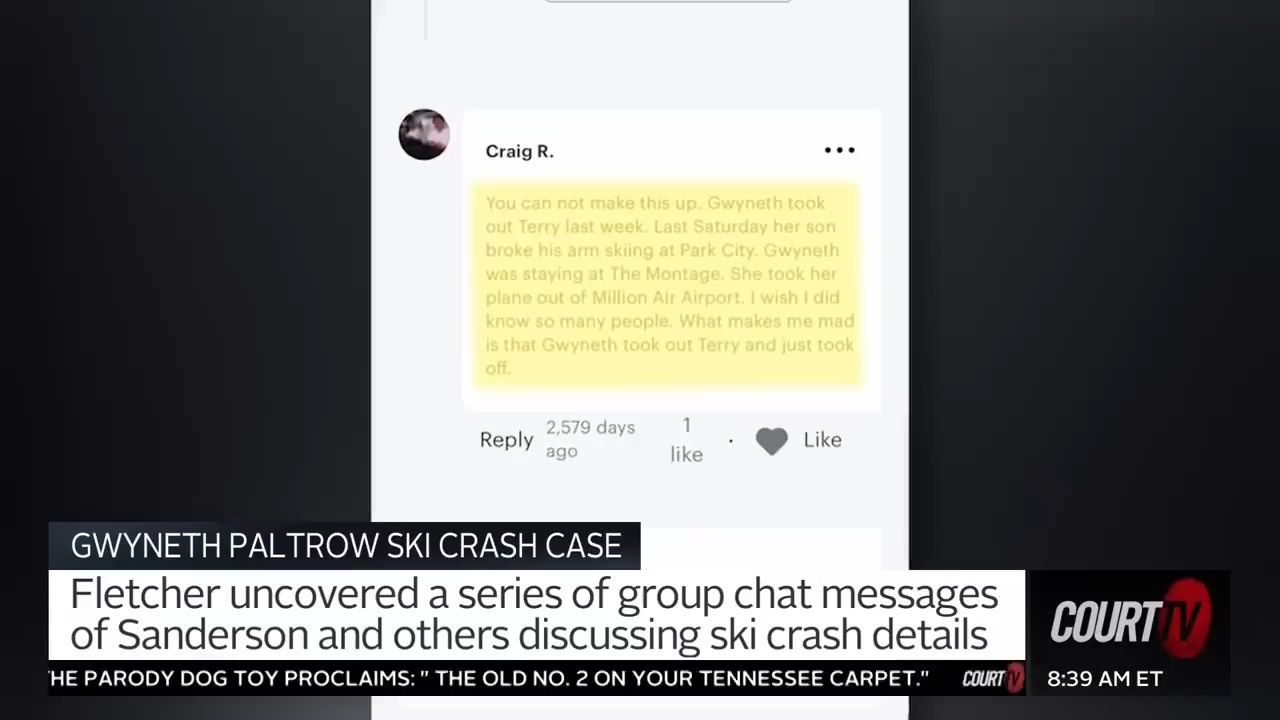 Craig R.
You can not make this up. Gwyneth took
out Terry last week. Last Saturday her son
broke his arm skiing at Park City. Gwyneth
was staying at The Montage. She took her
plane out of Million Air Airport. I wish I did
know so many people. What makes me mad
is that Gwyneth took out Terry and just took
off.
Reply
2,579 days
ago
1
like
·
Like
GWYNETH PALTROW SKI CRASH CASE
Fletcher uncovered a series of group chat messages
of Sanderson and others discussing ski crash details
COURT TV
THE PARODY DOG TOY PROCLAIMS: " THE OLD NO. 2 ON YOUR TENNESSEE CARPET."
COURT TV
8:39 AM ET